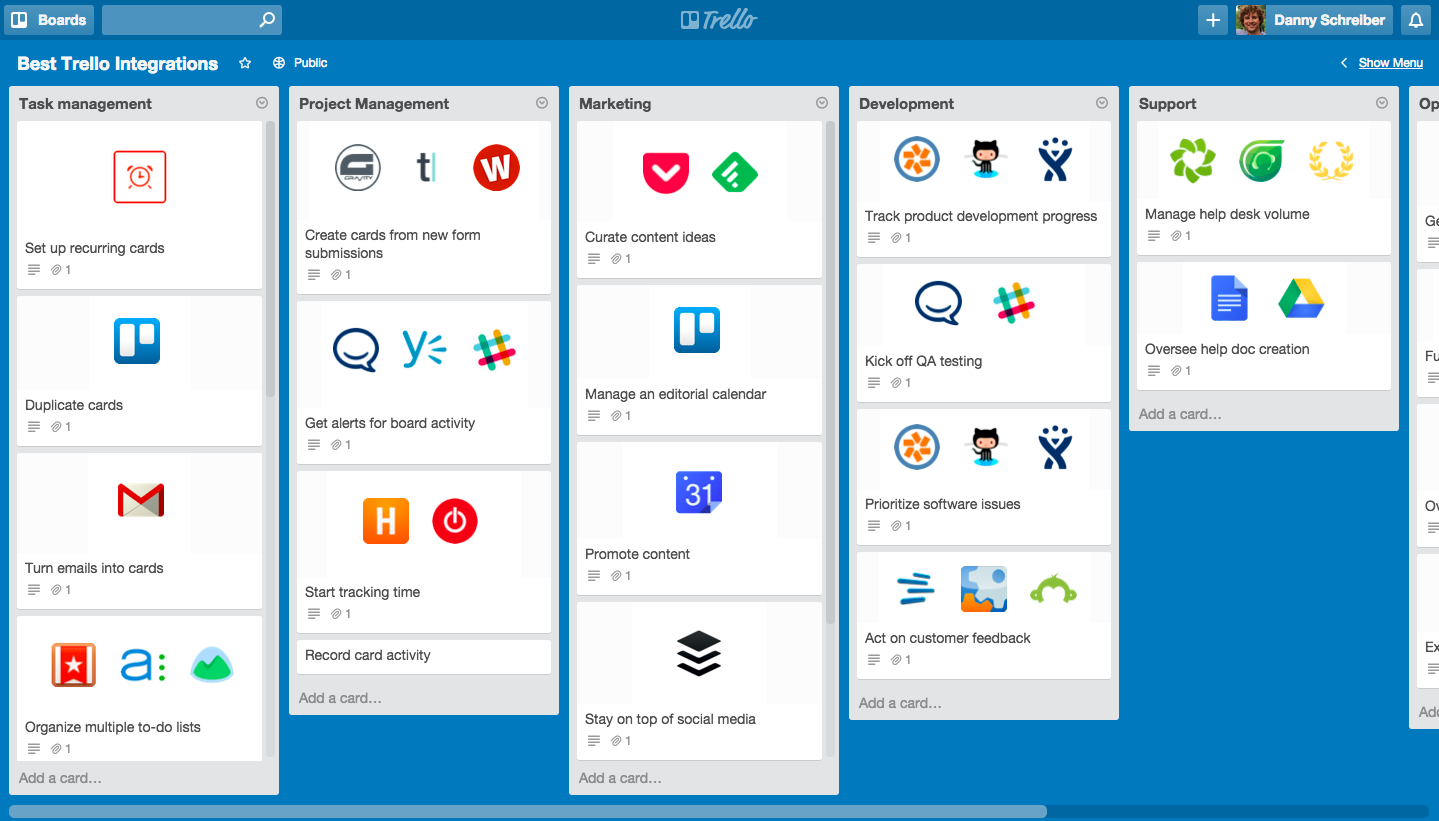 Boards
Trello
Danny Schreiber
Best Trello Integrations
Public
Show Menu
Task management
Set up recurring cards
1
Duplicate cards
1
Turn emails into cards
1
Organize multiple to-do lists
1
Add a card…
Project Management
GRAVITY
tl
W
Create cards from new form
submissions
1
Get alerts for board activity
1
H
Start tracking time
1
Record card activity
Add a card…
Marketing
Curate content ideas
1
Manage an editorial calendar
1
31
Promote content
1
Stay on top of social media
1
Add a card…
Development
Track product development progress
1
Kick off QA testing
1
Prioritize software issues
1
Act on customer feedback
1
Add a card…
Support
Manage help desk volume
1
Oversee help doc creation
1
Add a card…
Op
Ge
Fu
Ov
Ex
Add